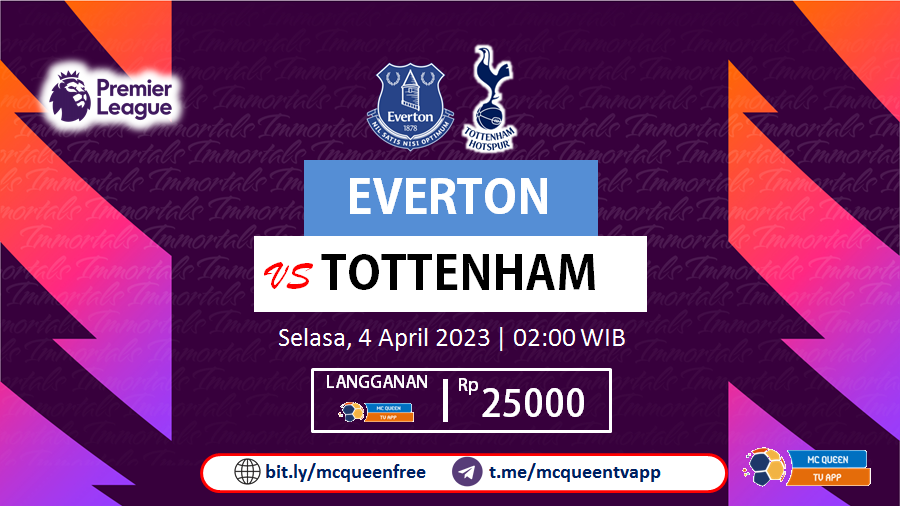 Premier
League
Everton
1878
NIL SATIS NISI OPTIMUM
TOTTENHAM
HOTSPUR
EVERTON
VS TOTTENHAM
Selasa, 4 April 2023 | 02:00 WIB
LANGGANAN
MC QUEEN
TV APP
Rp 25000
bit.ly/mcqueenfree
t.me/mcqueentvapp
MC QUEEN
TV APP
Immortals